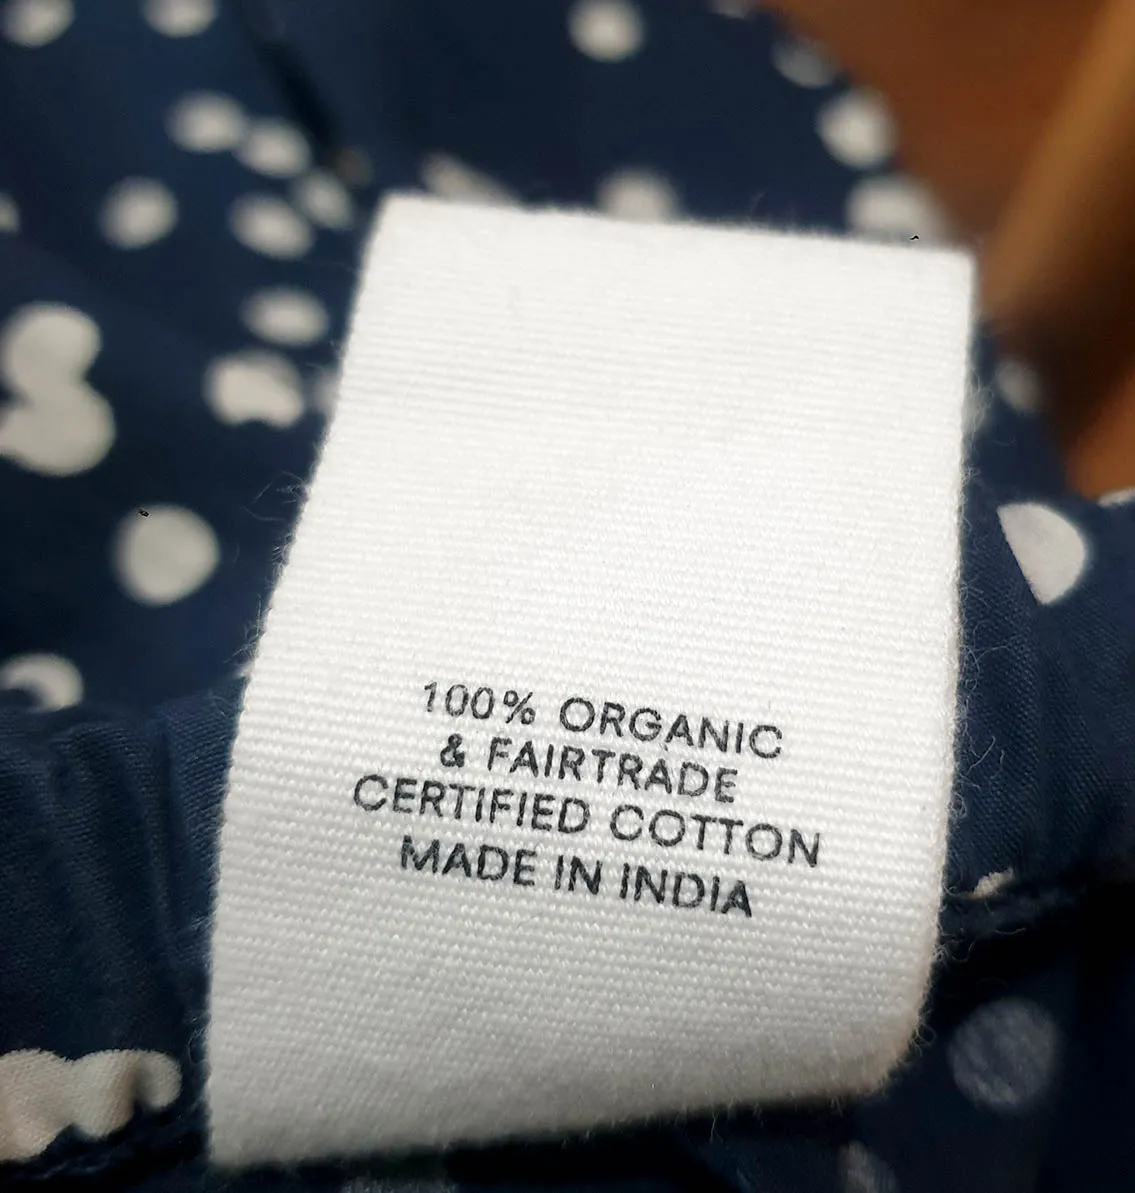 100% ORGANIC
& FAIRTRADE
CERTIFIED COTTON
MADE IN INDIA